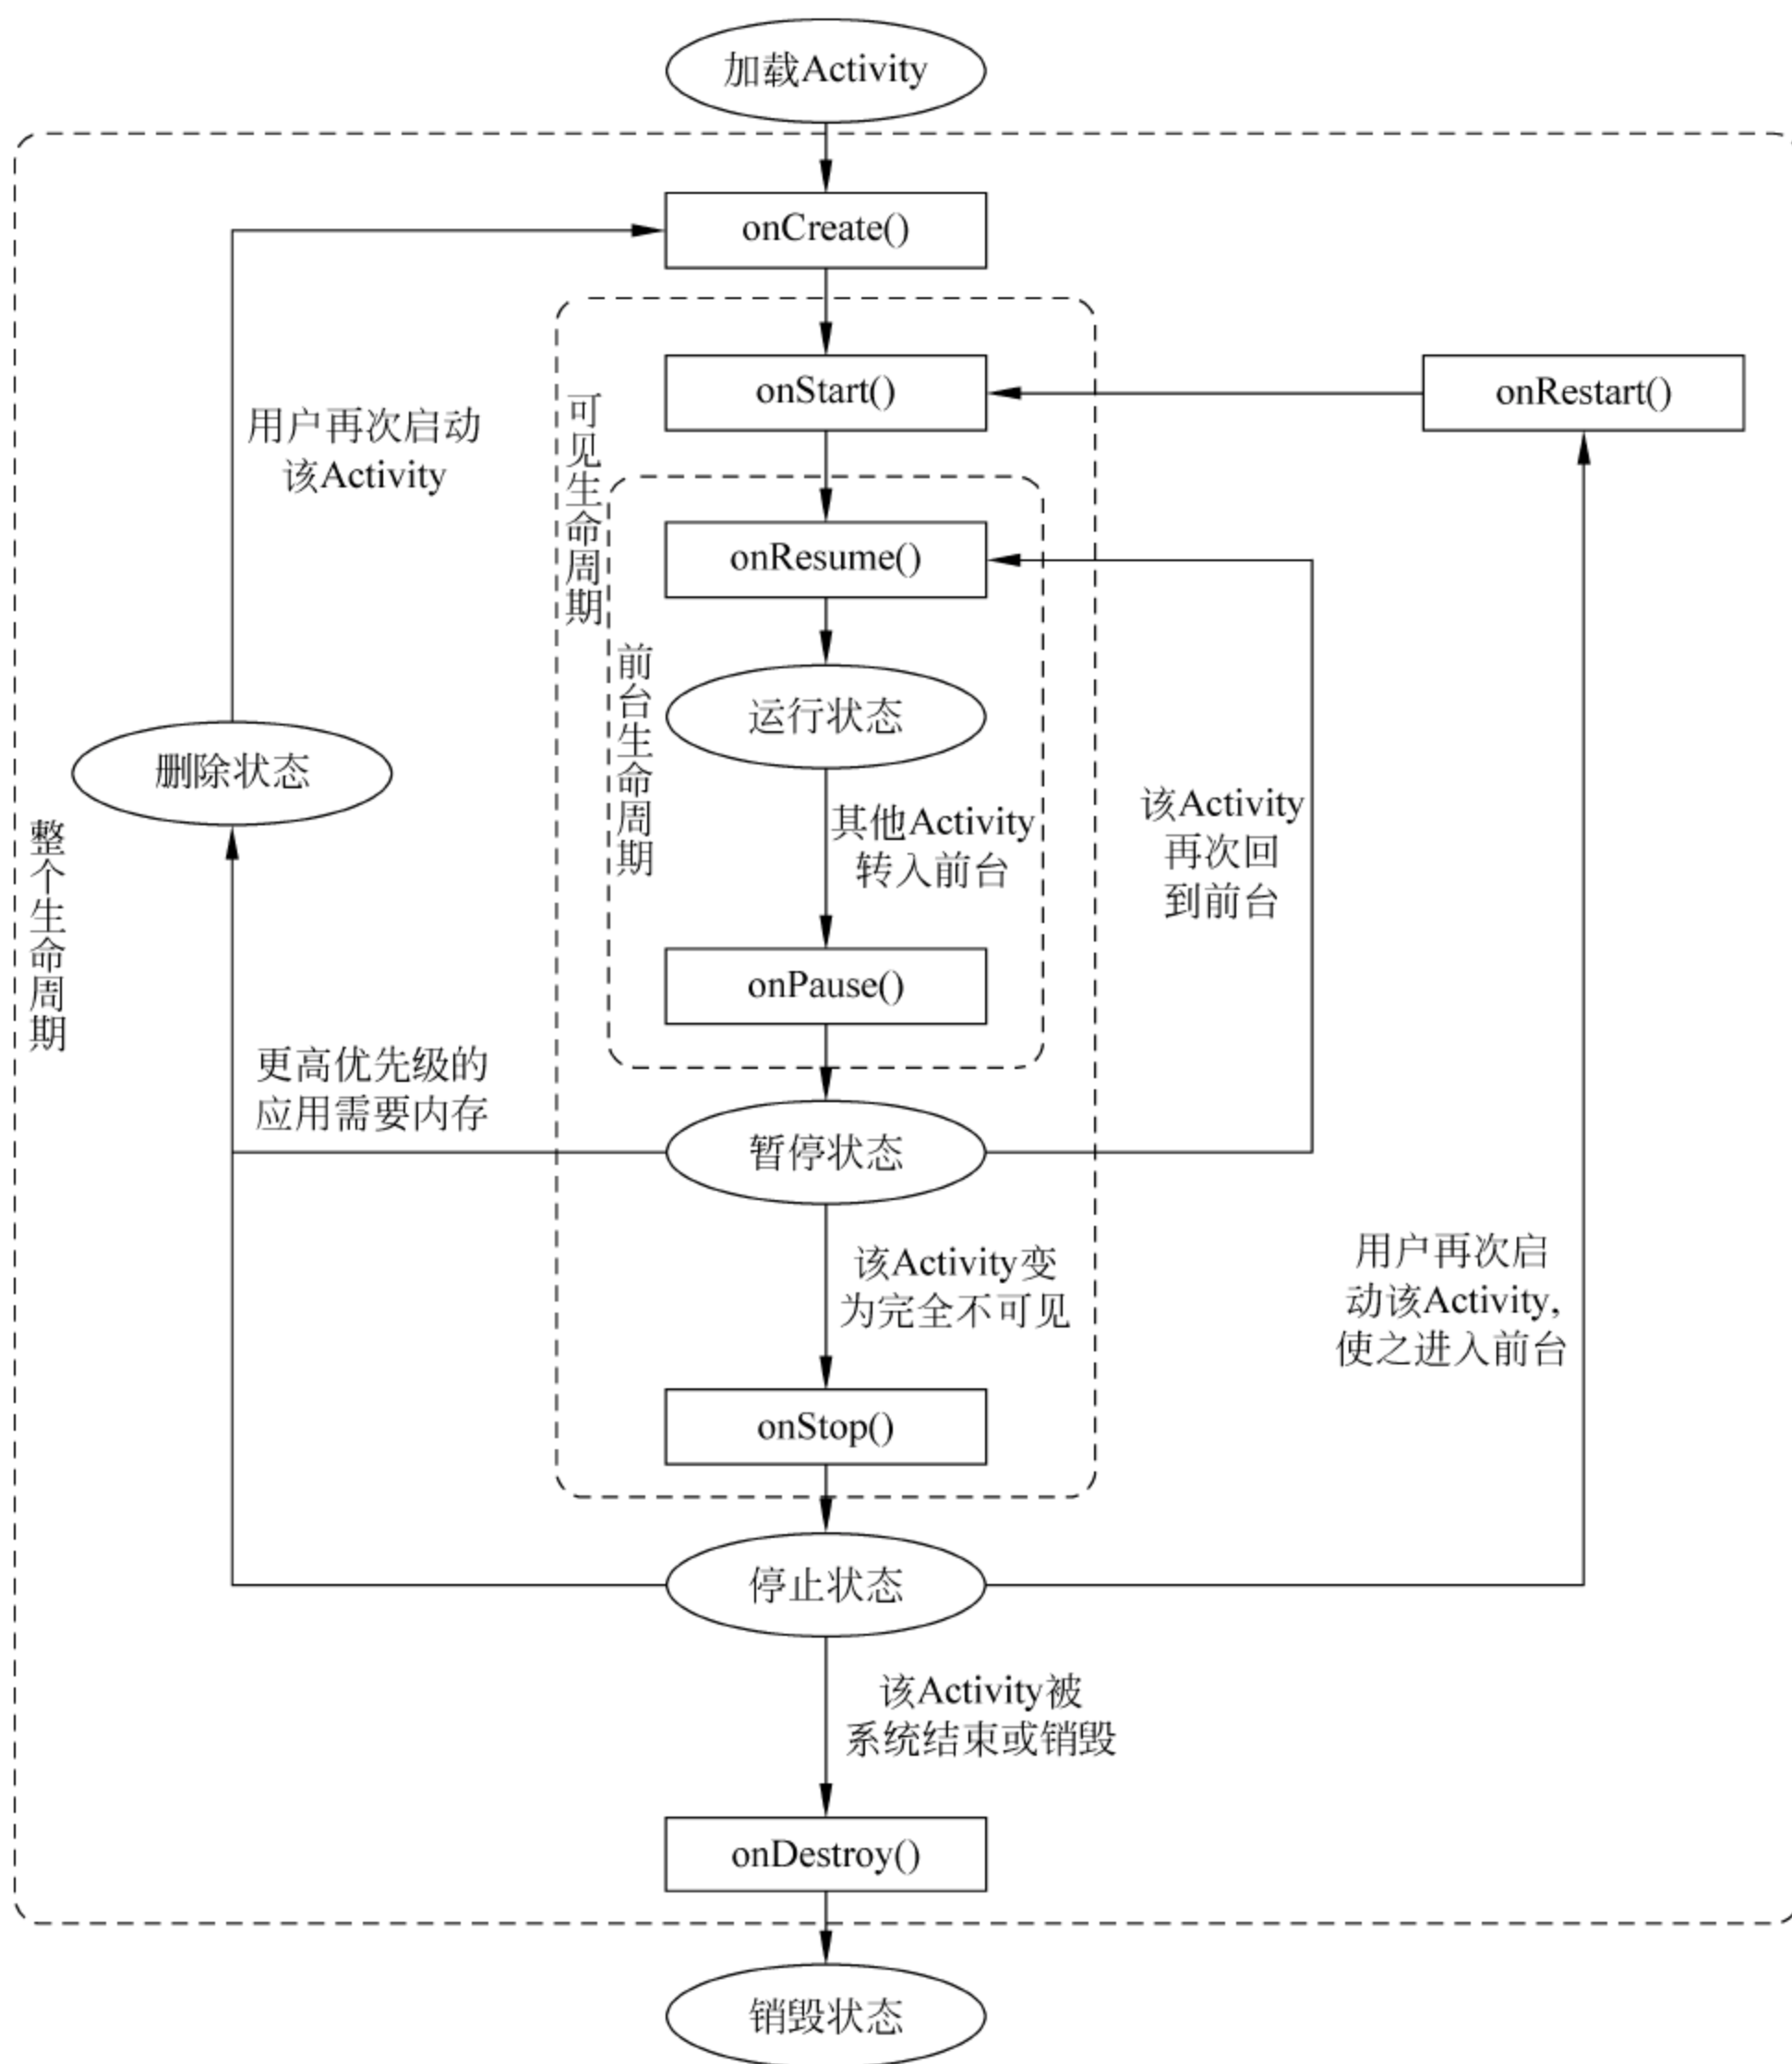 加载Activity
onCreate()
onStart()
onRestart()
用户再次启动
该Activity
可见生命周期
onResume()
前台生命周期
运行状态
删除状态
其他Activity
转入前台
该Activity
再次回
到前台
整个生命周期
onPause()
更高优先级的
应用需要内存
暂停状态
该Activity变
为完全不可见
用户再次启
动该Activity,
使之进入前台
onStop()
停止状态
该Activity被
系统结束或销毁
onDestroy()
销毁状态